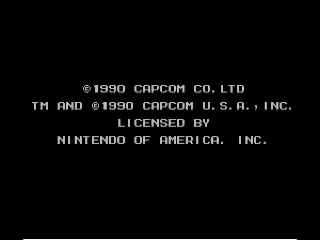 ©1990 CAPCOM CO.LTD
TM AND ©1990 CAPCOM U.S.A.,INC.
LICENSED BY
NINTENDO OF AMERICA. INC.